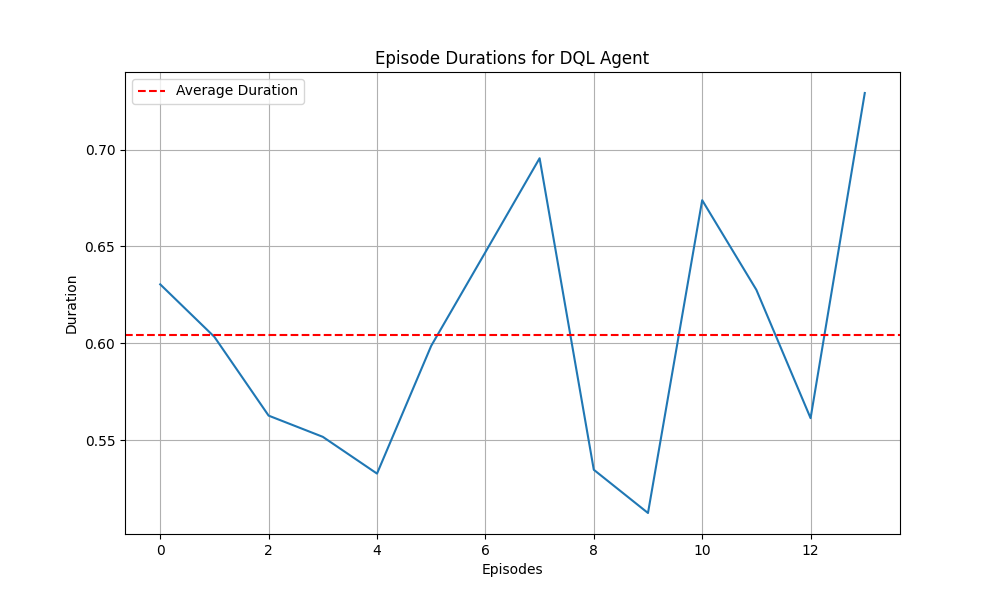 Episode Durations for DQL Agent
Average Duration
0.70
0.65
0.60
0.55
Duration
0 2 4 6 8 10 12
Episodes